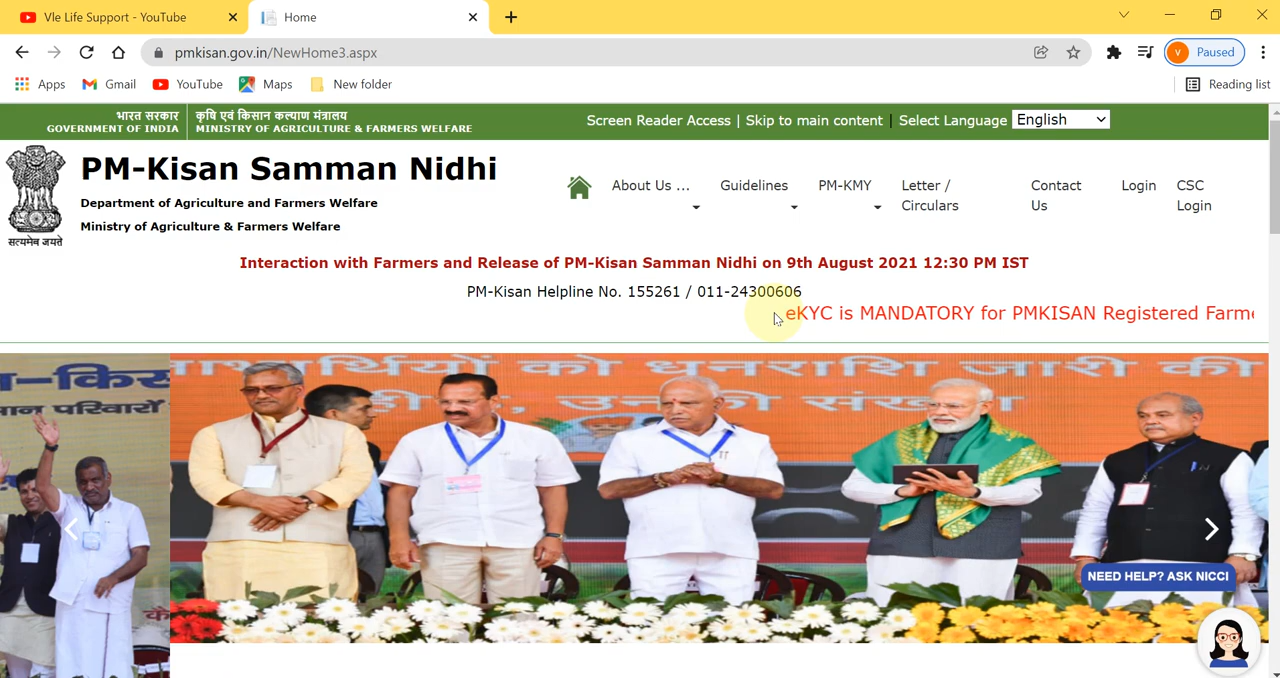 Vle Life Support - YouTube
Home
pmkisan.gov.in/NewHome3.aspx
Paused
Apps
Gmail
YouTube
Maps
New folder
Reading list
भारत सरकार
GOVERNMENT OF INDIA
कृषि एवं किसान कल्याण मंत्रालय
MINISTRY OF AGRICULTURE & FARMERS WELFARE
Screen Reader Access | Skip to main content | Select Language English
PM-Kisan Samman Nidhi
Department of Agriculture and Farmers Welfare
Ministry of Agriculture & Farmers Welfare
सत्यमेव जयते
About Us ...
Guidelines
PM-KMY
Letter /
Circulars
Contact
Us
Login
CSC
Login
Interaction with Farmers and Release of PM-Kisan Samman Nidhi on 9th August 2021 12:30 PM IST
PM-Kisan Helpline No. 155261 / 011-24300606
eKYC is MANDATORY for PMKISAN Registered Farme
को धनराशि जारी की
उनकी संख्या
परिवारों
NEED HELP? ASK NICCI